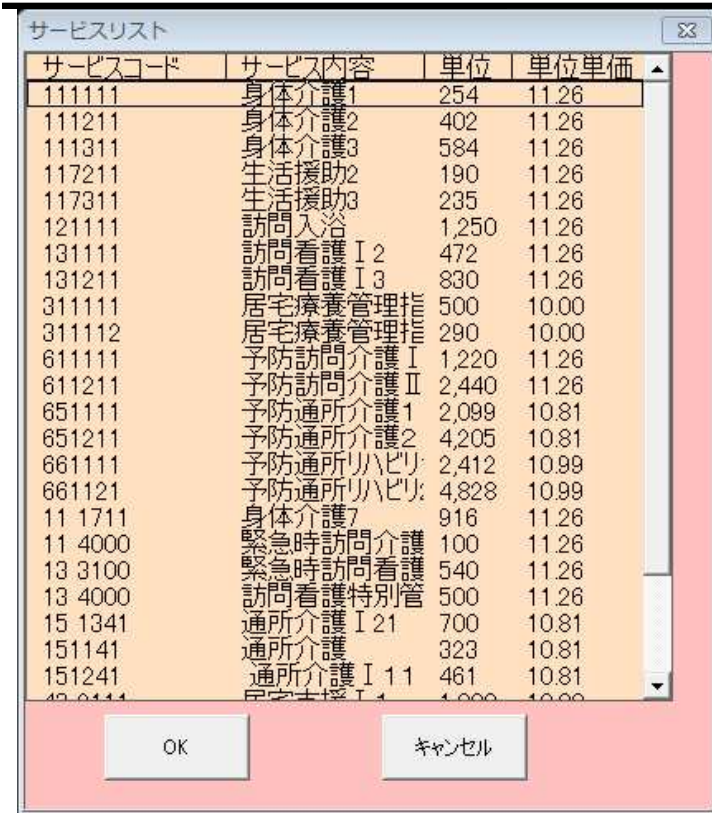 サービスリスト
サービスコード サービス内容 単位 単位単価
111111 身体介護1 254 11.26
111211 身体介護2 402 11.26
111311 身体介護3 584 11.26
117211 生活援助2 190 11.26
117311 生活援助3 235 11.26
121111 訪問入浴 1,250 11.26
131111 訪問看護Ⅰ2 472 11.26
131211 訪問看護Ⅰ3 830 11.26
311111 居宅療養管理指 500 10.00
311112 居宅療養管理指 290 10.00
611111 予防訪問介護Ⅰ 1,220 11.26
611211 予防訪問介護Ⅱ 2,440 11.26
651111 予防通所介護1 2,099 10.81
651211 予防通所介護2 4,205 10.81
661111 予防通所リハビリ 2,412 10.99
661121 予防通所リハビリ 4,828 10.99
11 1711 身体介護7 916 11.26
11 4000 緊急時訪問介護 100 11.26
13 3100 緊急時訪問看護 540 11.26
13 4000 訪問看護特別管 500 11.26
15 1341 通所介護Ⅰ21 700 10.81
151141 通所介護 323 10.81
151241 通所介護Ⅰ11 461 10.81
OK キャンセル